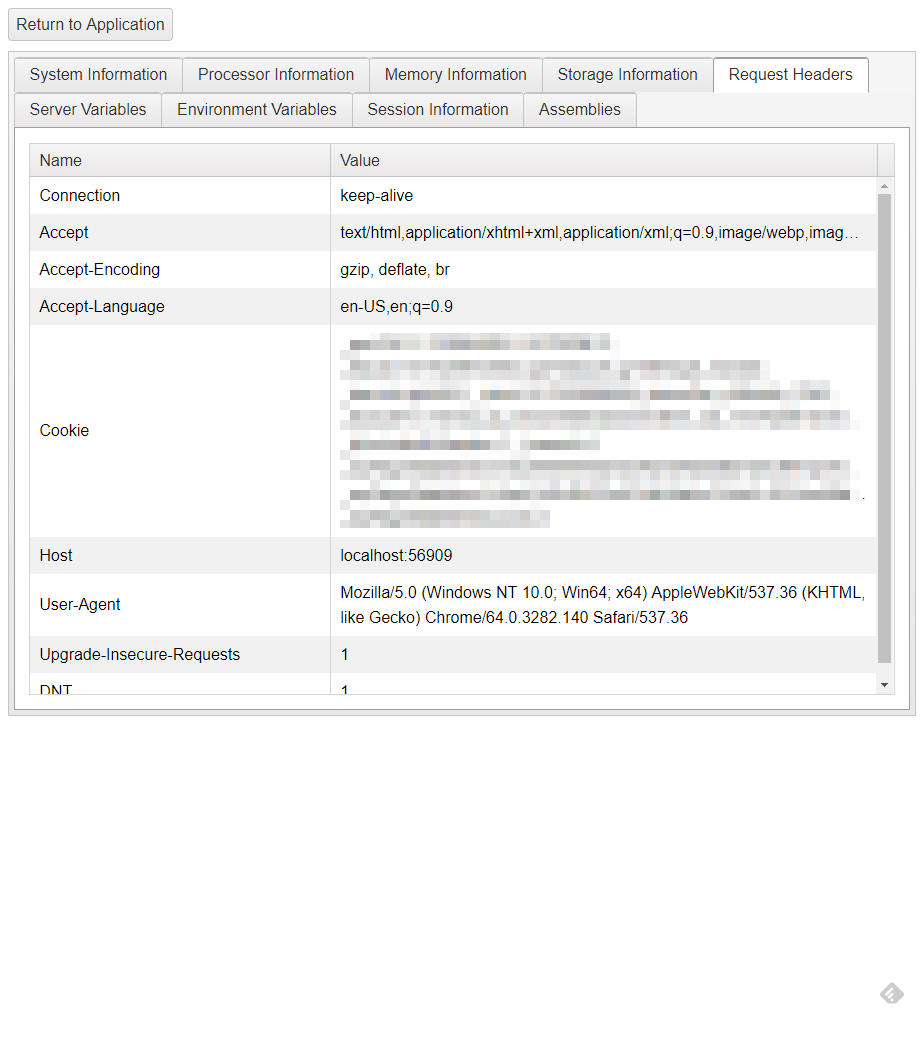 Return to Application
System Information Processor Information Memory Information Storage Information Request Headers
Server Variables Environment Variables Session Information Assemblies
Name Value
Connection keep-alive
Accept text/html,application/xhtml+xml,application/xml;q=0.9,image/webp,imag…
Accept-Encoding gzip, deflate, br
Accept-Language en-US,en;q=0.9
Cookie
Host localhost:56909
User-Agent Mozilla/5.0 (Windows NT 10.0; Win64; x64) AppleWebKit/537.36 (KHTML,
like Gecko) Chrome/64.0.3282.140 Safari/537.36
Upgrade-Insecure-Requests 1
DNT 1